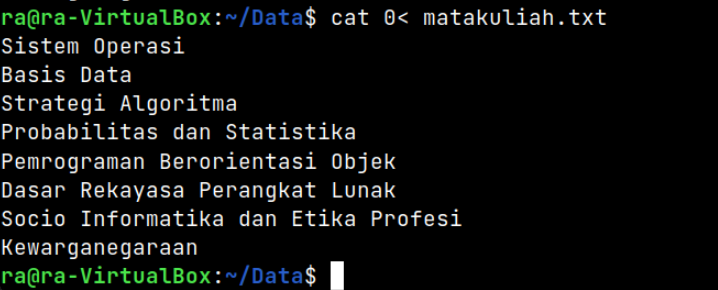 ra@ra-VirtualBox:~/Data$ cat 0< matakuliah.txt
Sistem Operasi
Basis Data
Strategi Algoritma
Probabilitas dan Statistika
Pemrograman Berorientasi Objek
Dasar Rekayasa Perangkat Lunak
Socio Informatika dan Etika Profesi
Kewarganegaraan
ra@ra-VirtualBox:~/Data$